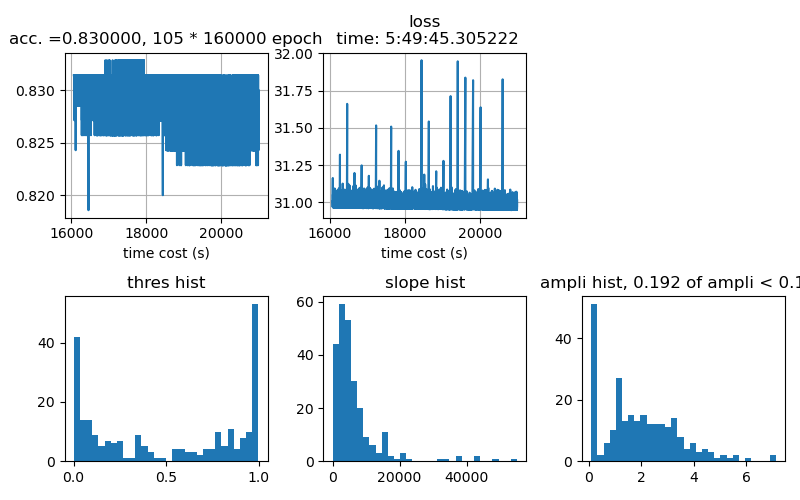 acc. =0.830000, 105 * 160000 epoch
loss
time: 5:49:45.305222
0.830
0.825
0.820
16000 18000 20000
time cost (s)
32.00
31.75
31.50
31.25
31.00
16000 18000 20000
time cost (s)
thres hist
40
20
0
0.0 0.5 1.0
slope hist
60
40
20
0
0 20000 40000
ampli hist, 0.192 of ampli < 0.1
40
20
0
0 2 4 6